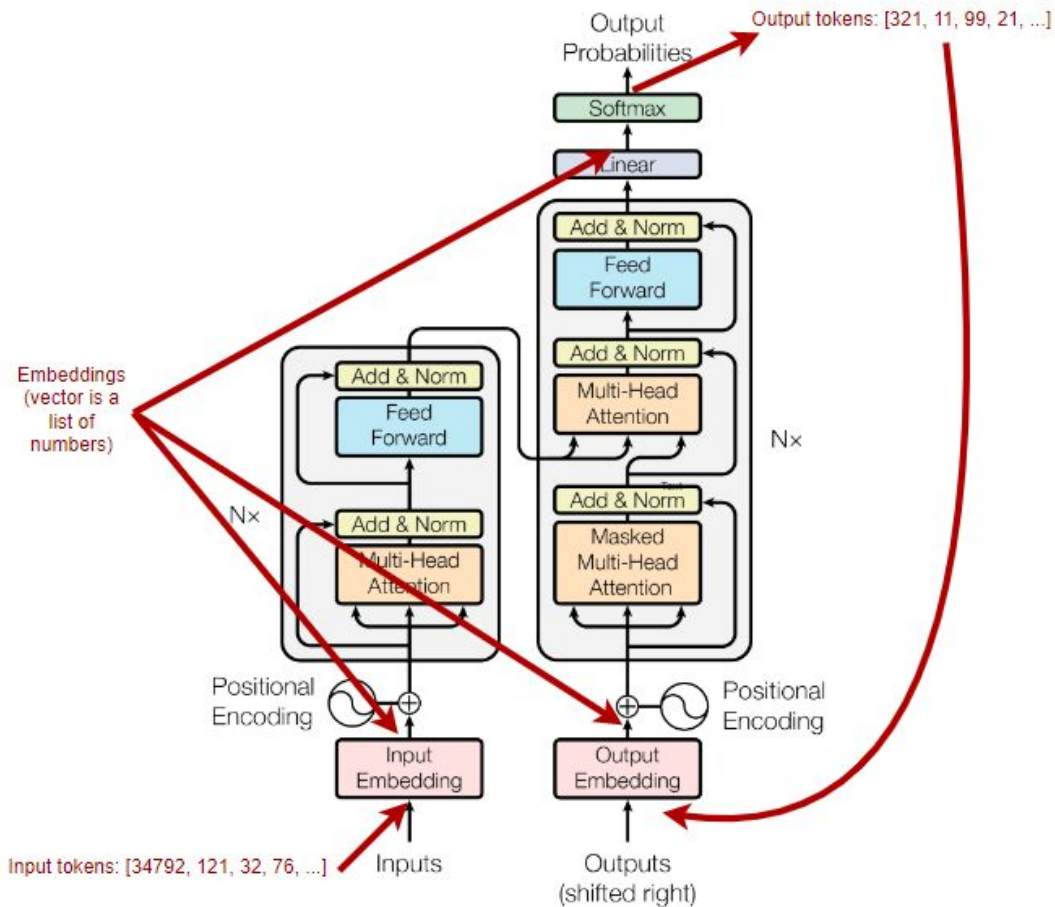 Output tokens: [321, 11, 99, 21, ...]
Output
Probabilities
Softmax
Linear
Add & Norm
Feed
Forward
Add & Norm
Multi-Head
Attention
Nx
Add & Norm
Masked
Multi-Head
Attention
Embeddings
(vector is a
list of
numbers)
Add & Norm
Feed
Forward
Nx
Add & Norm
Multi-Head
Attention
Positional
Encoding
Positional
Encoding
Input
Embedding
Output
Embedding
Input tokens: [34792, 121, 32, 76, ...]
Inputs
Outputs
(shifted right)